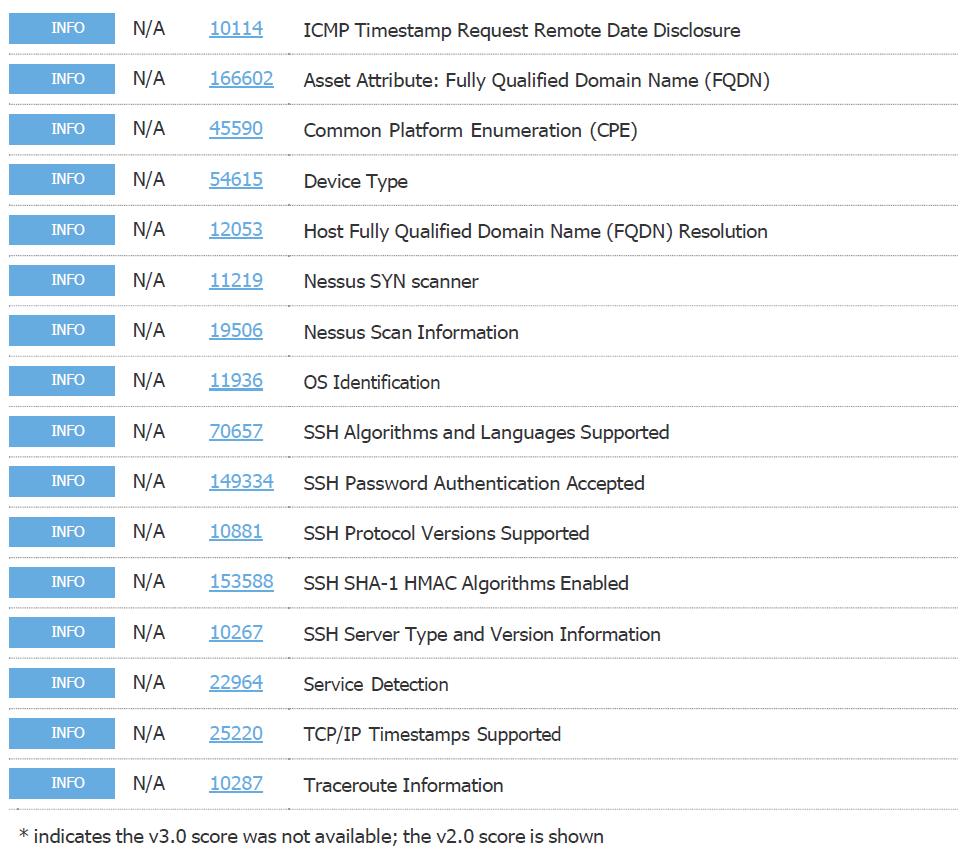 INFO N/A 10114 ICMP Timestamp Request Remote Date Disclosure
INFO N/A 166602 Asset Attribute: Fully Qualified Domain Name (FQDN)
INFO N/A 45590 Common Platform Enumeration (CPE)
INFO N/A 54615 Device Type
INFO N/A 12053 Host Fully Qualified Domain Name (FQDN) Resolution
INFO N/A 11219 Nessus SYN scanner
INFO N/A 19506 Nessus Scan Information
INFO N/A 11936 OS Identification
INFO N/A 70657 SSH Algorithms and Languages Supported
INFO N/A 149334 SSH Password Authentication Accepted
INFO N/A 10881 SSH Protocol Versions Supported
INFO N/A 153588 SSH SHA-1 HMAC Algorithms Enabled
INFO N/A 10267 SSH Server Type and Version Information
INFO N/A 22964 Service Detection
INFO N/A 25220 TCP/IP Timestamps Supported
INFO N/A 10287 Traceroute Information
* indicates the v3.0 score was not available; the v2.0 score is shown